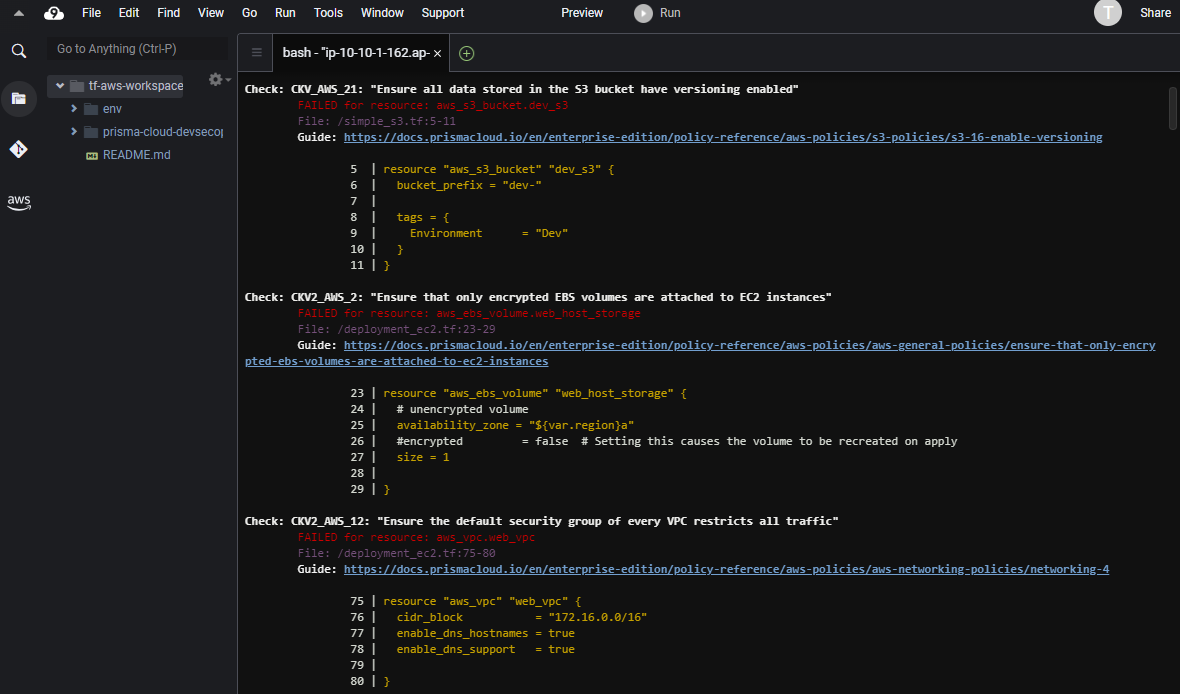 File Edit Find View Go Run Tools Window Support Preview Run T Share
Go to Anything (Ctrl-P)
bash - "ip-10-10-1-162.ap- ×
tf-aws-workspace
env
prisma-cloud-devsecop
README.md
aws
Check: CKV_AWS_21: "Ensure all data stored in the S3 bucket have versioning enabled"
FAILED for resource: aws_s3_bucket.dev_s3
File: /simple_s3.tf:5-11
Guide: https://docs.prismacloud.io/en/enterprise-edition/policy-reference/aws-policies/s3-policies/s3-16-enable-versioning
5 | resource "aws_s3_bucket" "dev_s3" {
6 | bucket_prefix = "dev-"
7 |
8 | tags = {
9 | Environment = "Dev"
10 | }
11 | }
Check: CKV2_AWS_2: "Ensure that only encrypted EBS volumes are attached to EC2 instances"
FAILED for resource: aws_ebs_volume.web_host_storage
File: /deployment_ec2.tf:23-29
Guide: https://docs.prismacloud.io/en/enterprise-edition/policy-reference/aws-policies/aws-general-policies/ensure-that-only-encry
pted-ebs-volumes-are-attached-to-ec2-instances
23 | resource "aws_ebs_volume" "web_host_storage" {
24 | # unencrypted volume
25 | availability_zone = "${var.region}a"
26 | #encrypted = false # Setting this causes the volume to be recreated on apply
27 | size = 1
28 |
29 | }
Check: CKV2_AWS_12: "Ensure the default security group of every VPC restricts all traffic"
FAILED for resource: aws_vpc.web_vpc
File: /deployment_ec2.tf:75-80
Guide: https://docs.prismacloud.io/en/enterprise-edition/policy-reference/aws-policies/aws-networking-policies/networking-4
75 | resource "aws_vpc" "web_vpc" {
76 | cidr_block = "172.16.0.0/16"
77 | enable_dns_hostnames = true
78 | enable_dns_support = true
79 |
80 | }